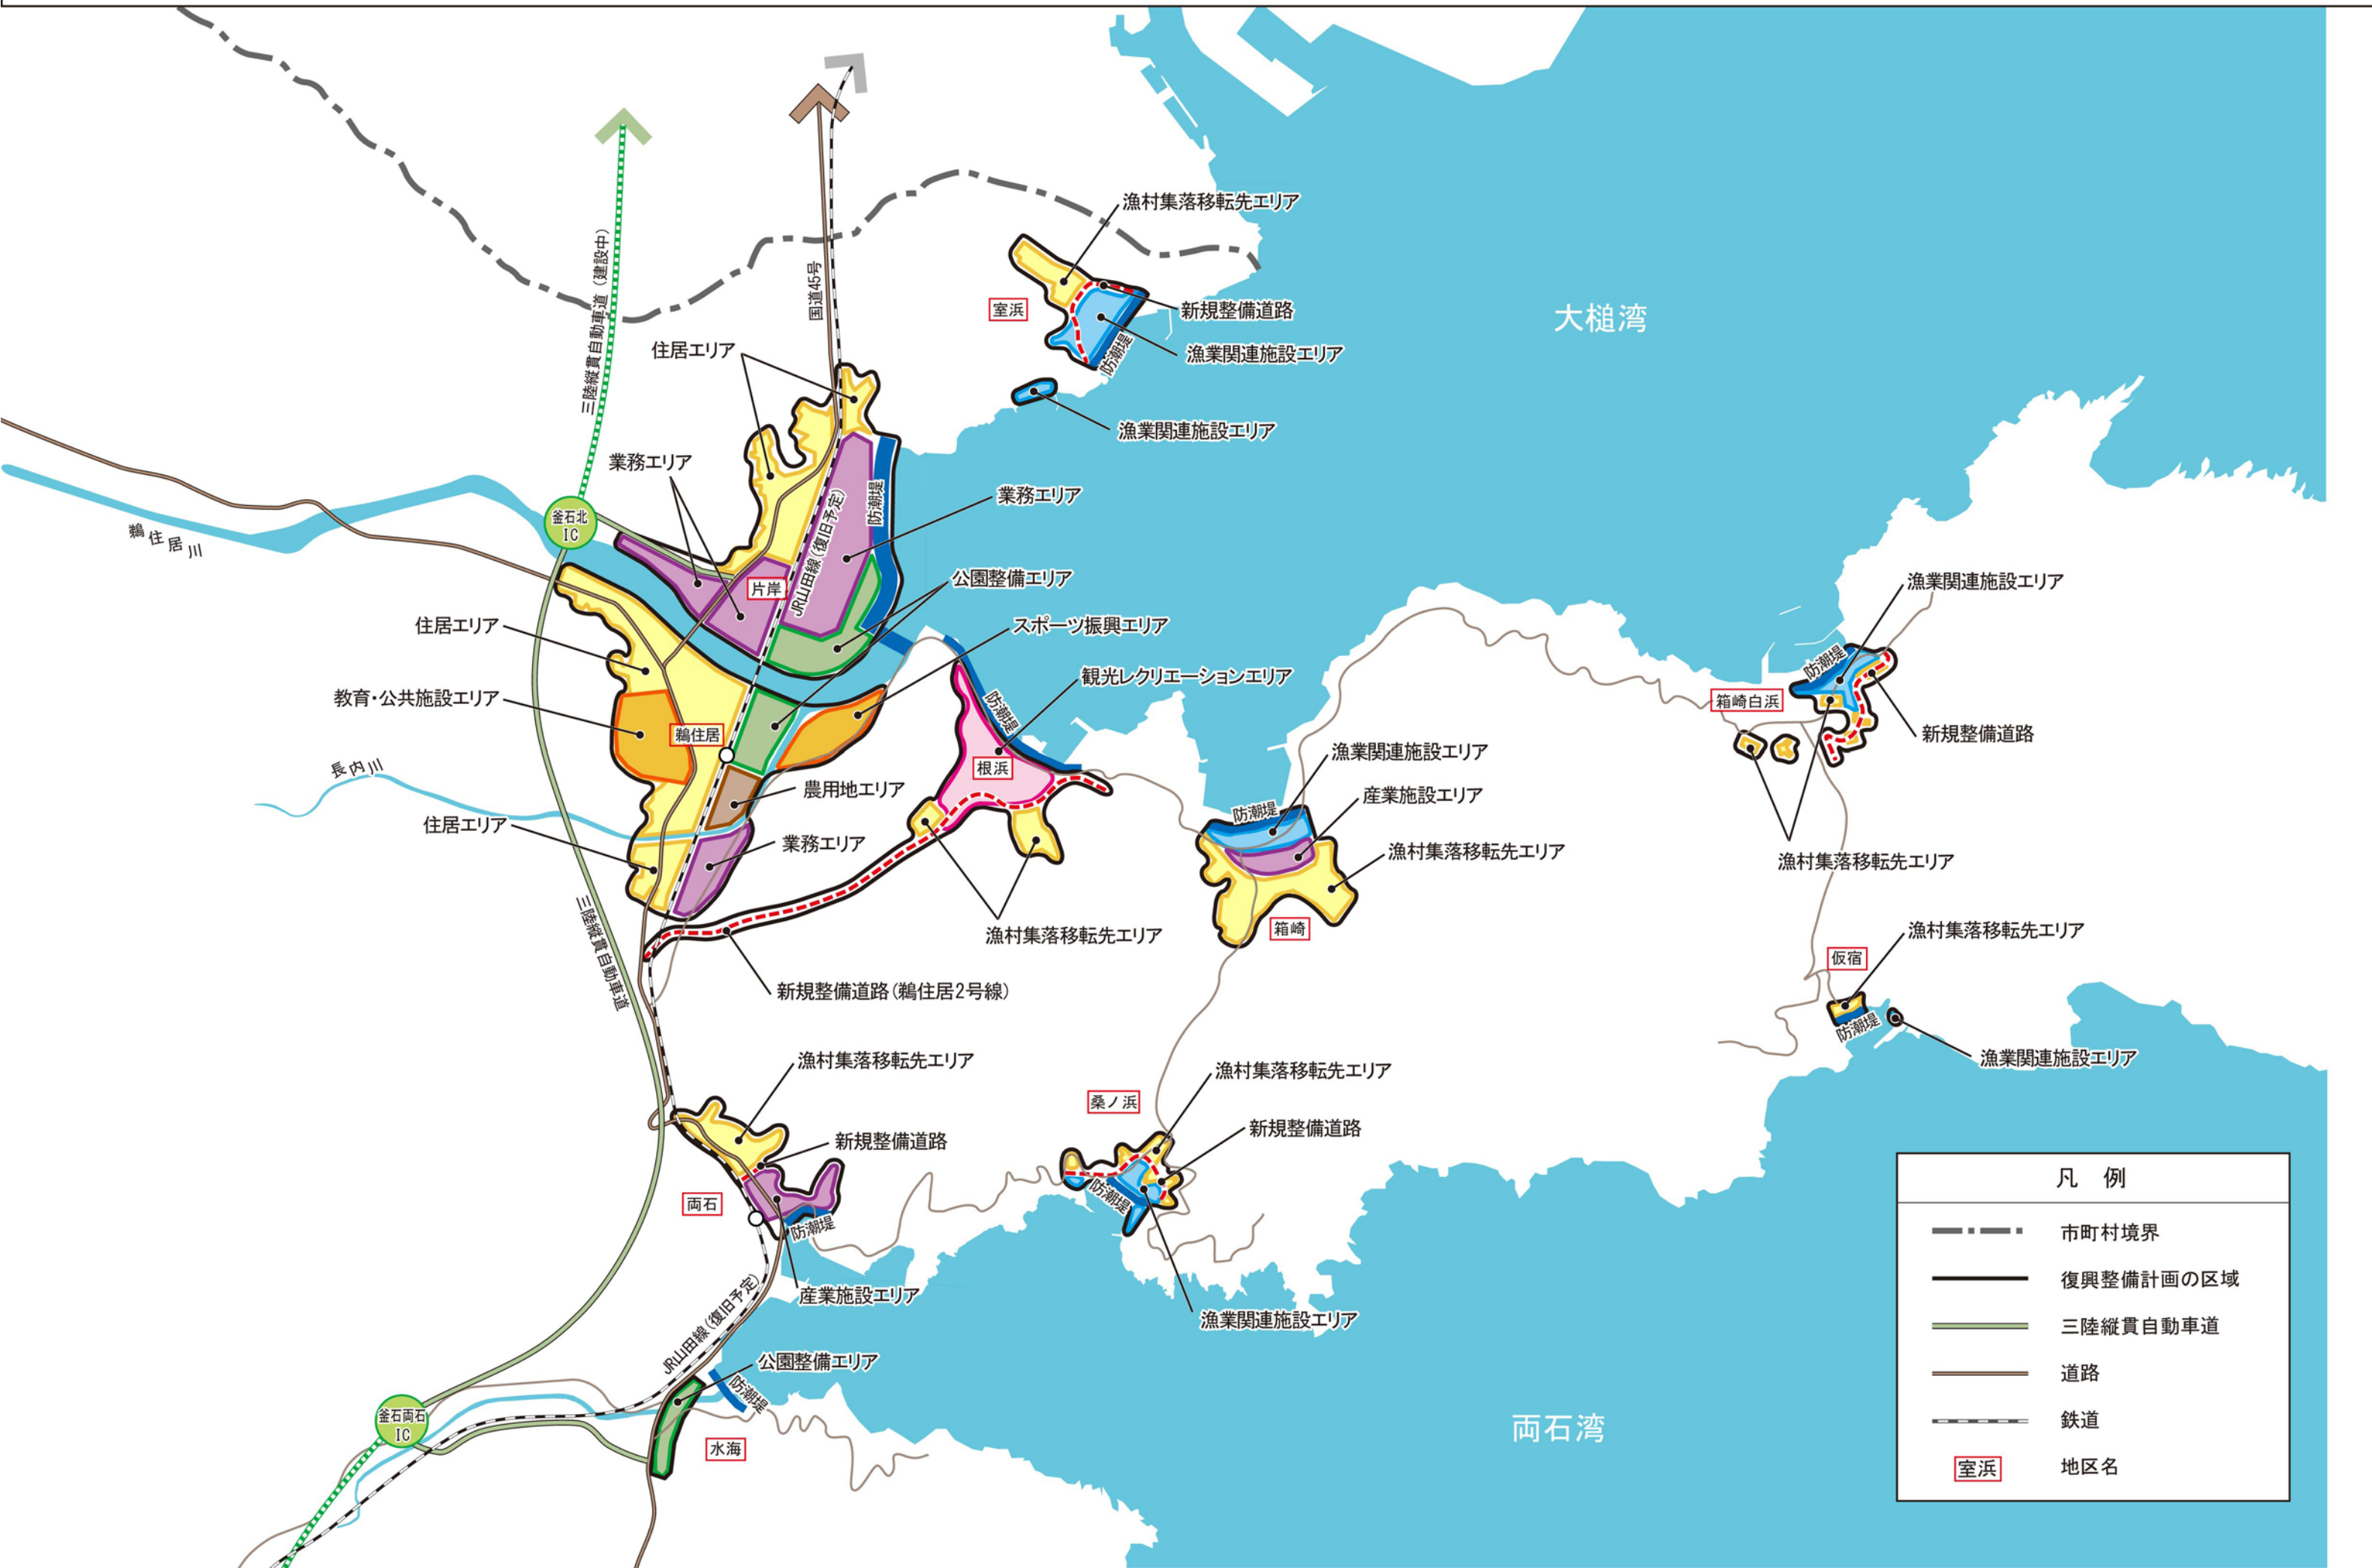 漁村集落移転先エリア
三陸縦貫自動車道（建設中）
国道45号
室浜
新規整備道路
大槌湾
防潮堤
漁業関連施設エリア
住居エリア
漁業関連施設エリア
業務エリア
業務エリア
防潮堤
JR山田線（復旧予定）
釜石北
IC
鵜住居川
片岸
公園整備エリア
漁業関連施設エリア
住居エリア
スポーツ振興エリア
防潮堤
観光レクリエーションエリア
教育・公共施設エリア
防潮堤
箱崎白浜
鵜住居
新規整備道路
根浜
漁業関連施設エリア
長内川
農用地エリア
産業施設エリア
防潮堤
住居エリア
業務エリア
漁村集落移転先エリア
漁村集落移転先エリア
三陸縦貫自動車道
漁村集落移転先エリア
箱崎
漁村集落移転先エリア
仮宿
新規整備道路（鵜住居2号線）
防潮堤
漁業関連施設エリア
漁村集落移転先エリア
漁村集落移転先エリア
桑ノ浜
新規整備道路
新規整備道路
両石
防潮堤
防潮堤
産業施設エリア
漁業関連施設エリア
JR山田線（復旧予定）
公園整備エリア
防潮堤
釜石両石
IC
水海
両石湾
凡 例
市町村境界
復興整備計画の区域
三陸縦貫自動車道
道路
鉄道
室浜
地区名